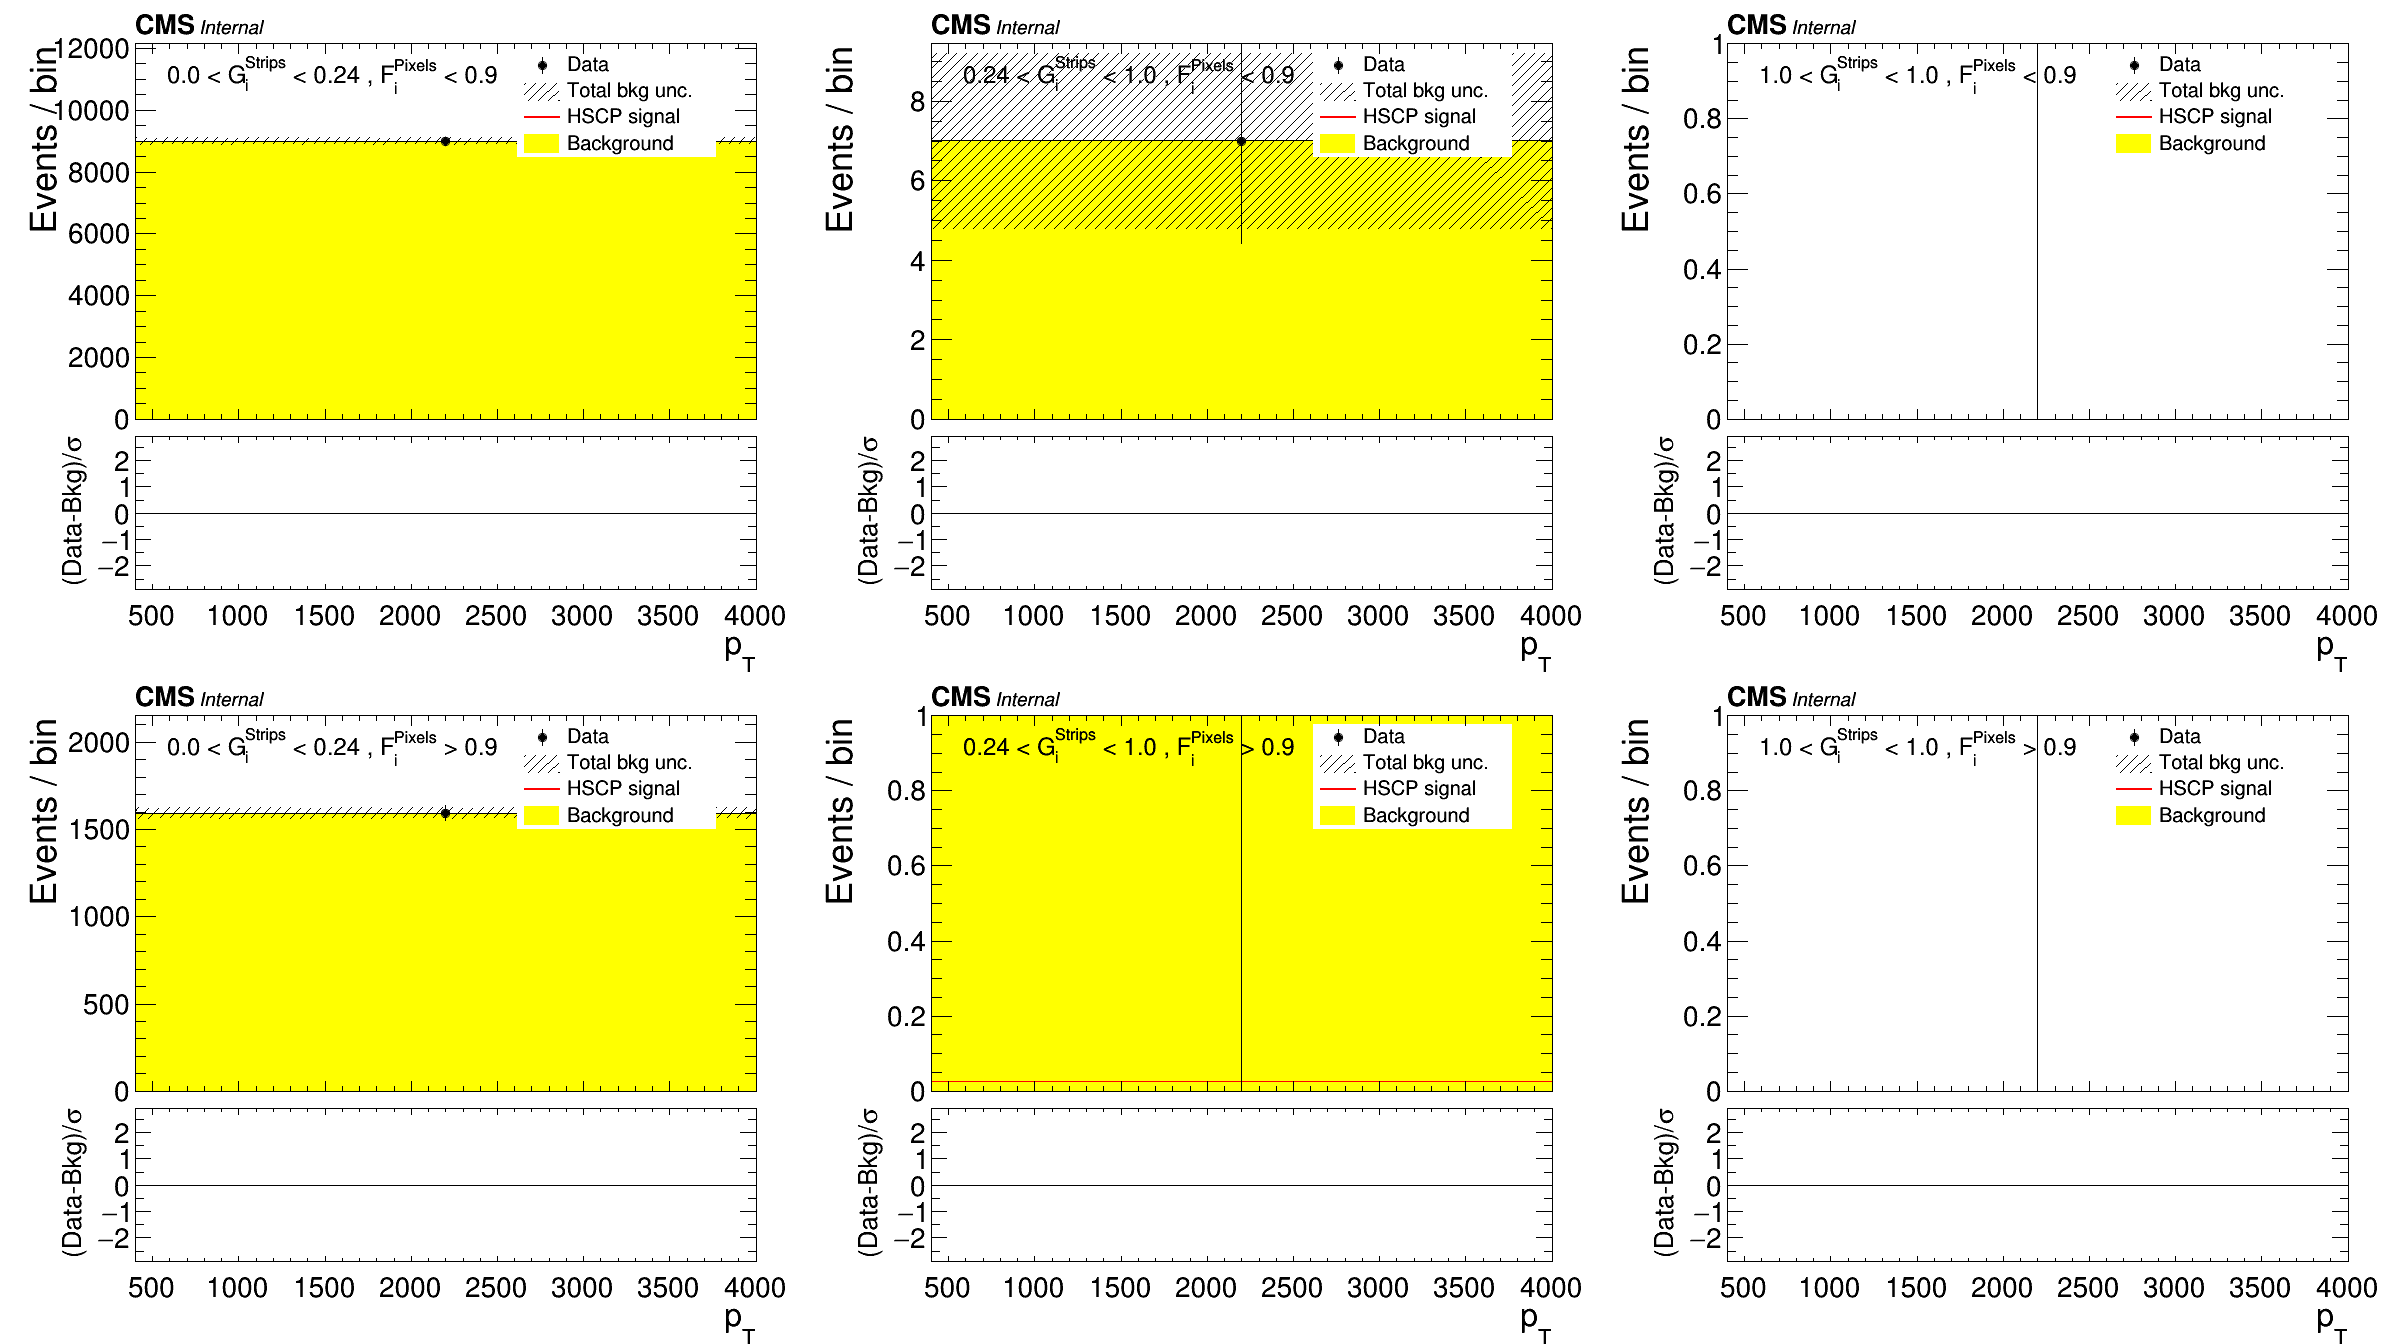 CMS Internal
Events / bin
12000
10000
8000
6000
4000
2000
0
0.0 < G_i^Strips < 0.24 , F_i^Pixels < 0.9
Data
Total bkg unc.
HSCP signal
Background
(Data-Bkg)/σ
2
1
0
−1
−2
500 1000 1500 2000 2500 3000 3500 4000
p_T
CMS Internal
Events / bin
8
6
4
2
0
0.24 < G_i^Strips < 1.0 , F_i^Pixels < 0.9
Data
Total bkg unc.
HSCP signal
Background
(Data-Bkg)/σ
2
1
0
−1
−2
500 1000 1500 2000 2500 3000 3500 4000
p_T
CMS Internal
Events / bin
1
0.8
0.6
0.4
0.2
0
1.0 < G_i^Strips < 1.0 , F_i^Pixels < 0.9
Data
Total bkg unc.
HSCP signal
Background
(Data-Bkg)/σ
2
1
0
−1
−2
500 1000 1500 2000 2500 3000 3500 4000
p_T
CMS Internal
Events / bin
2000
1500
1000
500
0
0.0 < G_i^Strips < 0.24 , F_i^Pixels > 0.9
Data
Total bkg unc.
HSCP signal
Background
(Data-Bkg)/σ
2
1
0
−1
−2
500 1000 1500 2000 2500 3000 3500 4000
p_T
CMS Internal
Events / bin
1
0.8
0.6
0.4
0.2
0
0.24 < G_i^Strips < 1.0 , F_i^Pixels > 0.9
Data
Total bkg unc.
HSCP signal
Background
(Data-Bkg)/σ
2
1
0
−1
−2
500 1000 1500 2000 2500 3000 3500 4000
p_T
CMS Internal
Events / bin
1
0.8
0.6
0.4
0.2
0
1.0 < G_i^Strips < 1.0 , F_i^Pixels > 0.9
Data
Total bkg unc.
HSCP signal
Background
(Data-Bkg)/σ
2
1
0
−1
−2
500 1000 1500 2000 2500 3000 3500 4000
p_T